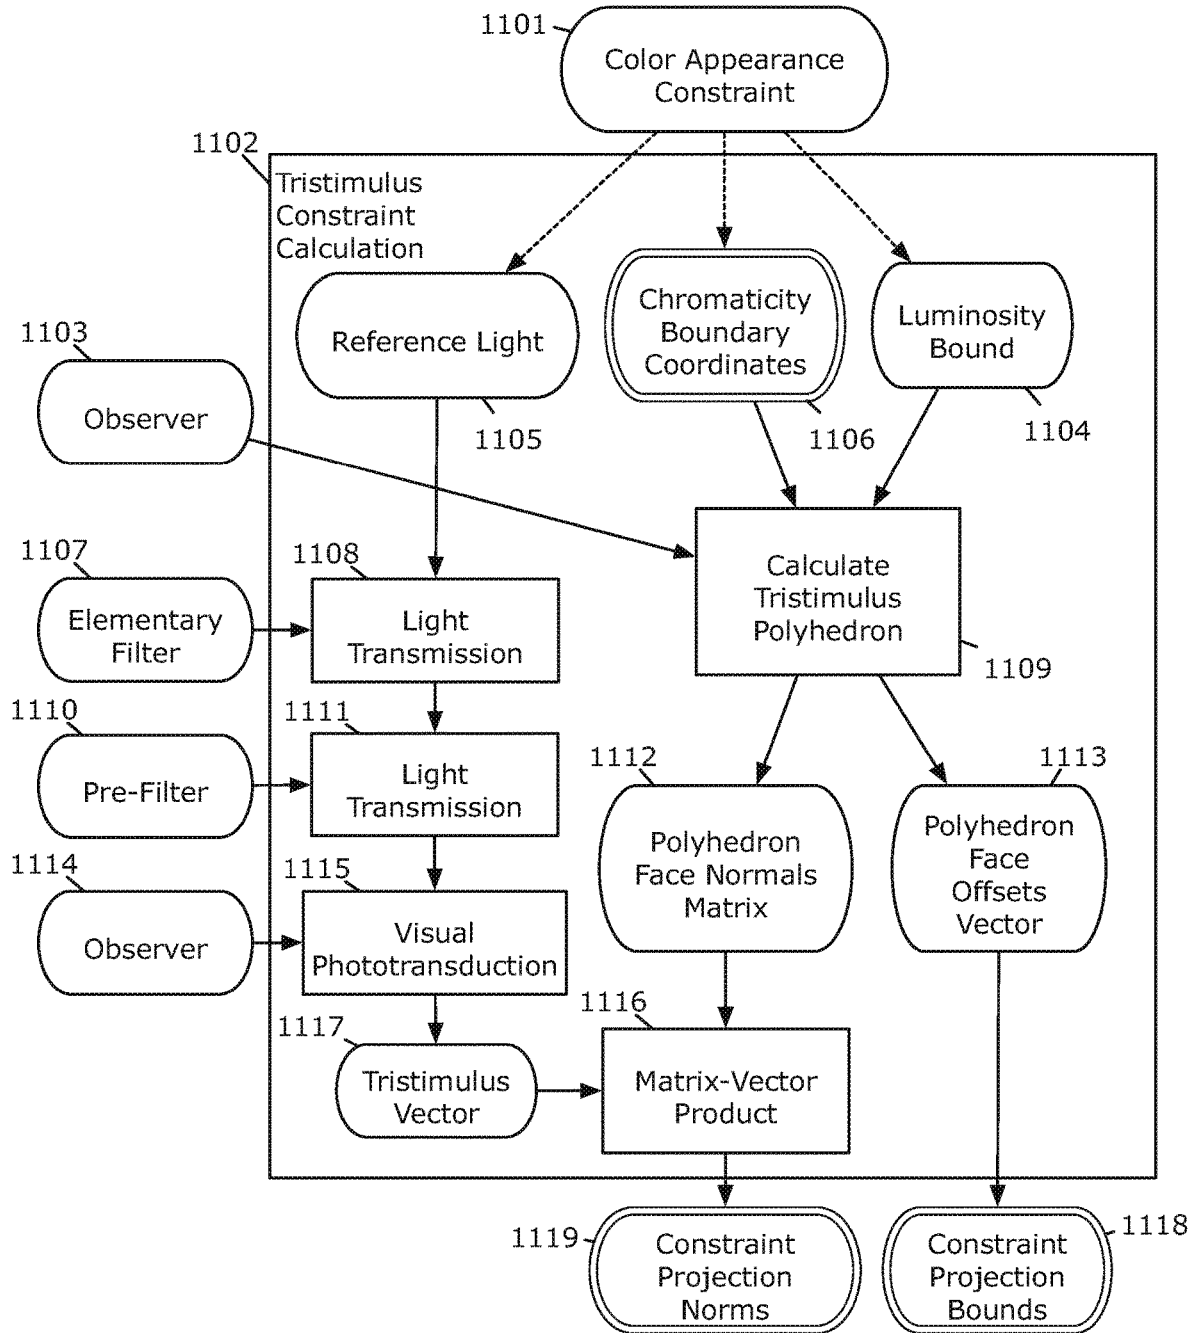 1101
Color Appearance
Constraint
1102
Tristimulus
Constraint
Calculation
1103
Observer
Reference Light
1105
Chromaticity
Boundary
Coordinates
1106
Luminosity
Bound
1104
1107
Elementary
Filter
1108
Light
Transmission
Calculate
Tristimulus
Polyhedron
1109
1110
Pre-Filter
1111
Light
Transmission
1112
Polyhedron
Face Normals
Matrix
1113
Polyhedron
Face
Offsets
Vector
1114
Observer
1115
Visual
Phototransduction
1117
Tristimulus
Vector
1116
Matrix-Vector
Product
1119
Constraint
Projection
Norms
1118
Constraint
Projection
Bounds